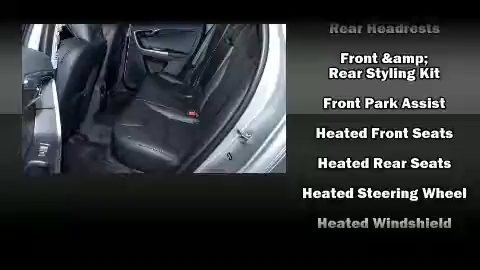 Rear Headrests
Front &amp;amp;
Rear Styling Kit
Front Park Assist
Heated Front Seats
Heated Rear Seats
Heated Steering Wheel
Heated Windshield